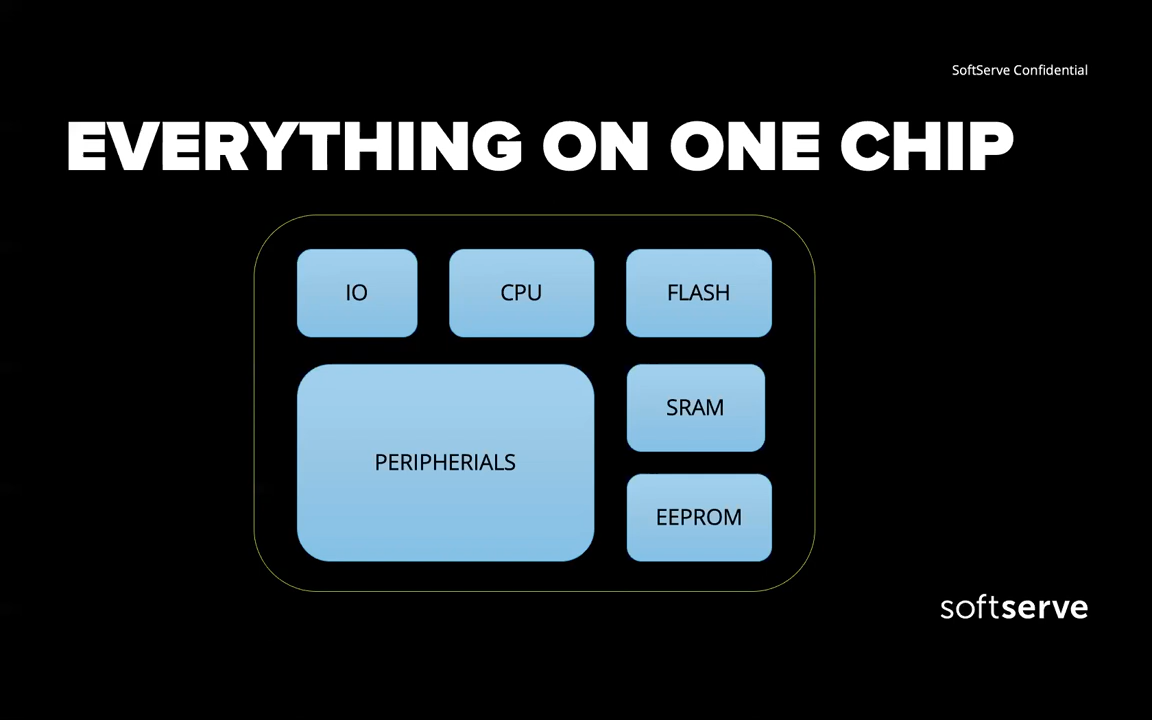 SoftServe Confidential
EVERYTHING ON ONE CHIP
IO
CPU
FLASH
PERIPHERIALS
SRAM
EEPROM
softserve